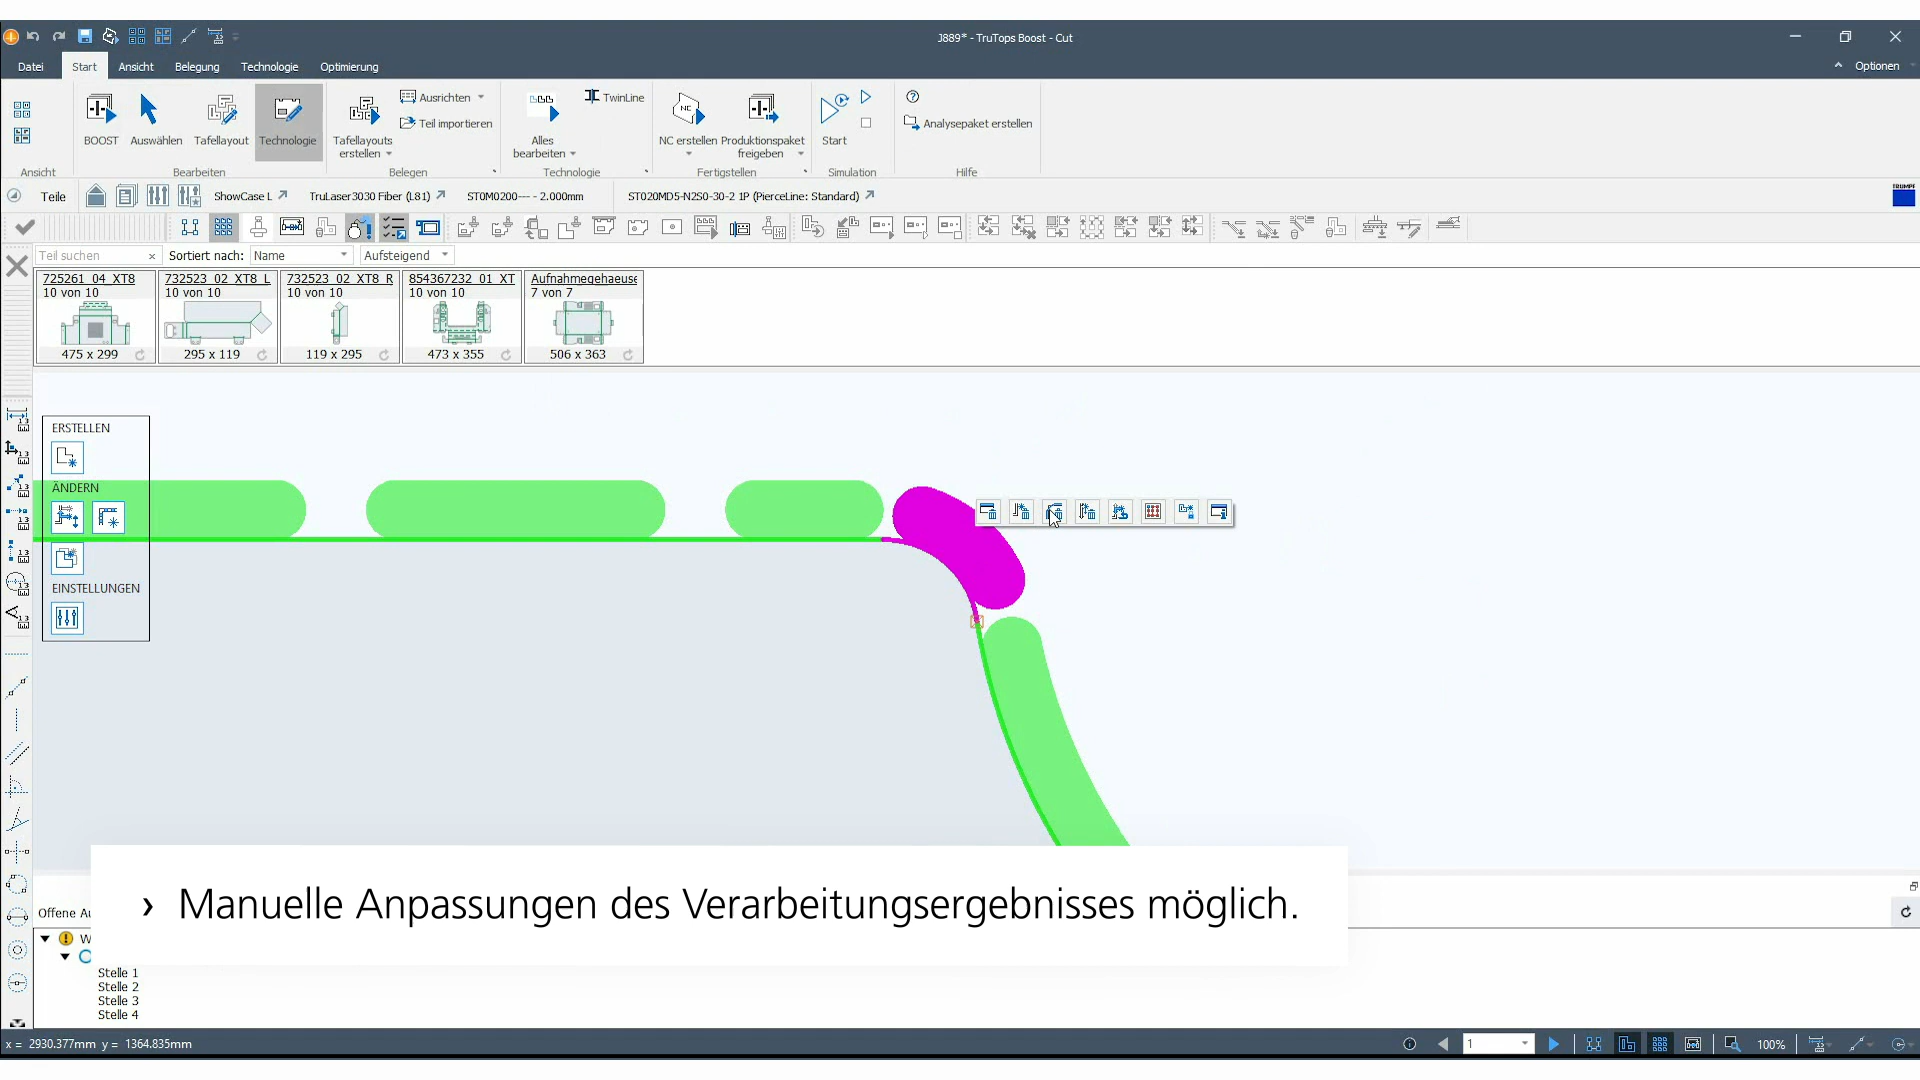 J889* - TruTops Boost - Cut
Datei Start Ansicht Belegung Technologie Optimierung Optionen
Ausrichten TwinLine
Teil importieren Analysepaket erstellen
BOOST Auswählen Tafellayout Technologie Tafellayouts erstellen Alles bearbeiten NC erstellen Produktionspaket freigeben Start
Ansicht Bearbeiten Belegen Technologie Fertigstellen Simulation Hilfe
Teile ShowCase L TruLaser3030 Fiber (L81) ST0M0200--- - 2.000mm ST020MD5-N2S0-30-2 1P (PierceLine: Standard) TRUMPF
Teil suchen Sortiert nach: Name Aufsteigend
725261_04_XT8 732523_02_XT8_L 732523_02_XT8_R 854367232_01_XT Aufnahmegehaeuse
10 von 10 10 von 10 10 von 10 10 von 10 7 von 7
475 x 299 295 x 119 119 x 295 473 x 355 506 x 363
ERSTELLEN
ÄNDERN
EINSTELLUNGEN
› Manuelle Anpassungen des Verarbeitungsergebnisses möglich.
Offene Au
W
Stelle 1
Stelle 2
Stelle 3
Stelle 4
x = 2930.377mm y = 1364.835mm 1 100%